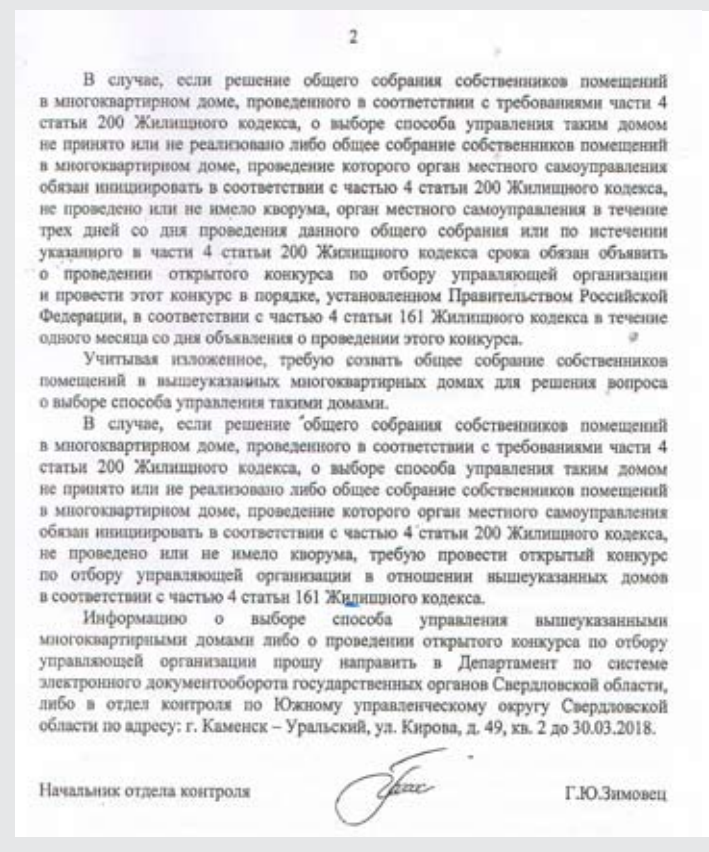 2
В случае, если решение общего собрания собственников помещений
в многоквартирном доме, проведенного в соответствии с требованиями части 4
статьи 200 Жилищного кодекса, о выборе способа управления таким домом
не принято или не реализовано либо общее собрание собственников помещений
в многоквартирном доме, проведение которого орган местного самоуправления
обязан инициировать в соответствии с частью 4 статьи 200 Жилищного кодекса,
не проведено или не имело кворума, орган местного самоуправления в течение
трех дней со дня проведения данного общего собрания или по истечении
указанного в части 4 статьи 200 Жилищного кодекса срока обязан объявить
о проведении открытого конкурса по отбору управляющей организации
и провести этот конкурс в порядке, установленном Правительством Российской
Федерации, в соответствии с частью 4 статьи 161 Жилищного кодекса в течение
одного месяца со дня объявления о проведении этого конкурса.
Учитывая изложенное, требую созвать общее собрание собственников
помещений в вышеуказанных многоквартирных домах для решения вопроса
о выборе способа управления такими домами.
В случае, если решение общего собрания собственников помещений
в многоквартирном доме, проведенного в соответствии с требованиями части 4
статьи 200 Жилищного кодекса, о выборе способа управления таким домом
не принято или не реализовано либо общее собрание собственников помещений
в многоквартирном доме, проведение которого орган местного самоуправления
обязан инициировать в соответствии с частью 4 статьи 200 Жилищного кодекса,
не проведено или не имело кворума, требую провести открытый конкурс
по отбору управляющей организации в отношении вышеуказанных домов
в соответствии с частью 4 статьи 161 Жилищного кодекса.
Информацию о выборе способа управления вышеуказанными
многоквартирными домами либо о проведении открытого конкурса по отбору
управляющей организации прошу направить в Департамент по системе
электронного документооборота государственных органов Свердловской области,
либо в отдел контроля по Южному управленческому округу Свердловской
области по адресу: г. Каменск – Уральский, ул. Кирова, д. 49, кв. 2 до 30.03.2018.
Начальник отдела контроля
Г.Ю.Зимовец